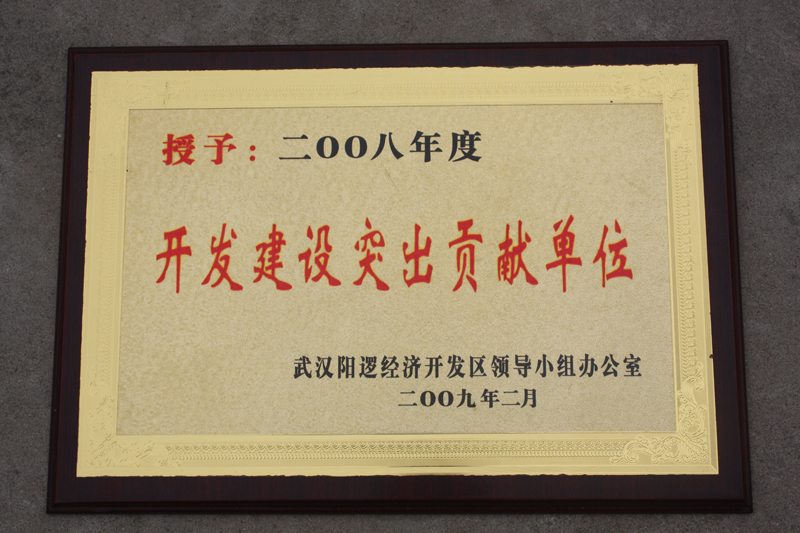 授予：二OO八年度
开发建设突出贡献单位
武汉阳逻经济开发区领导小组办公室
二OO九年二月